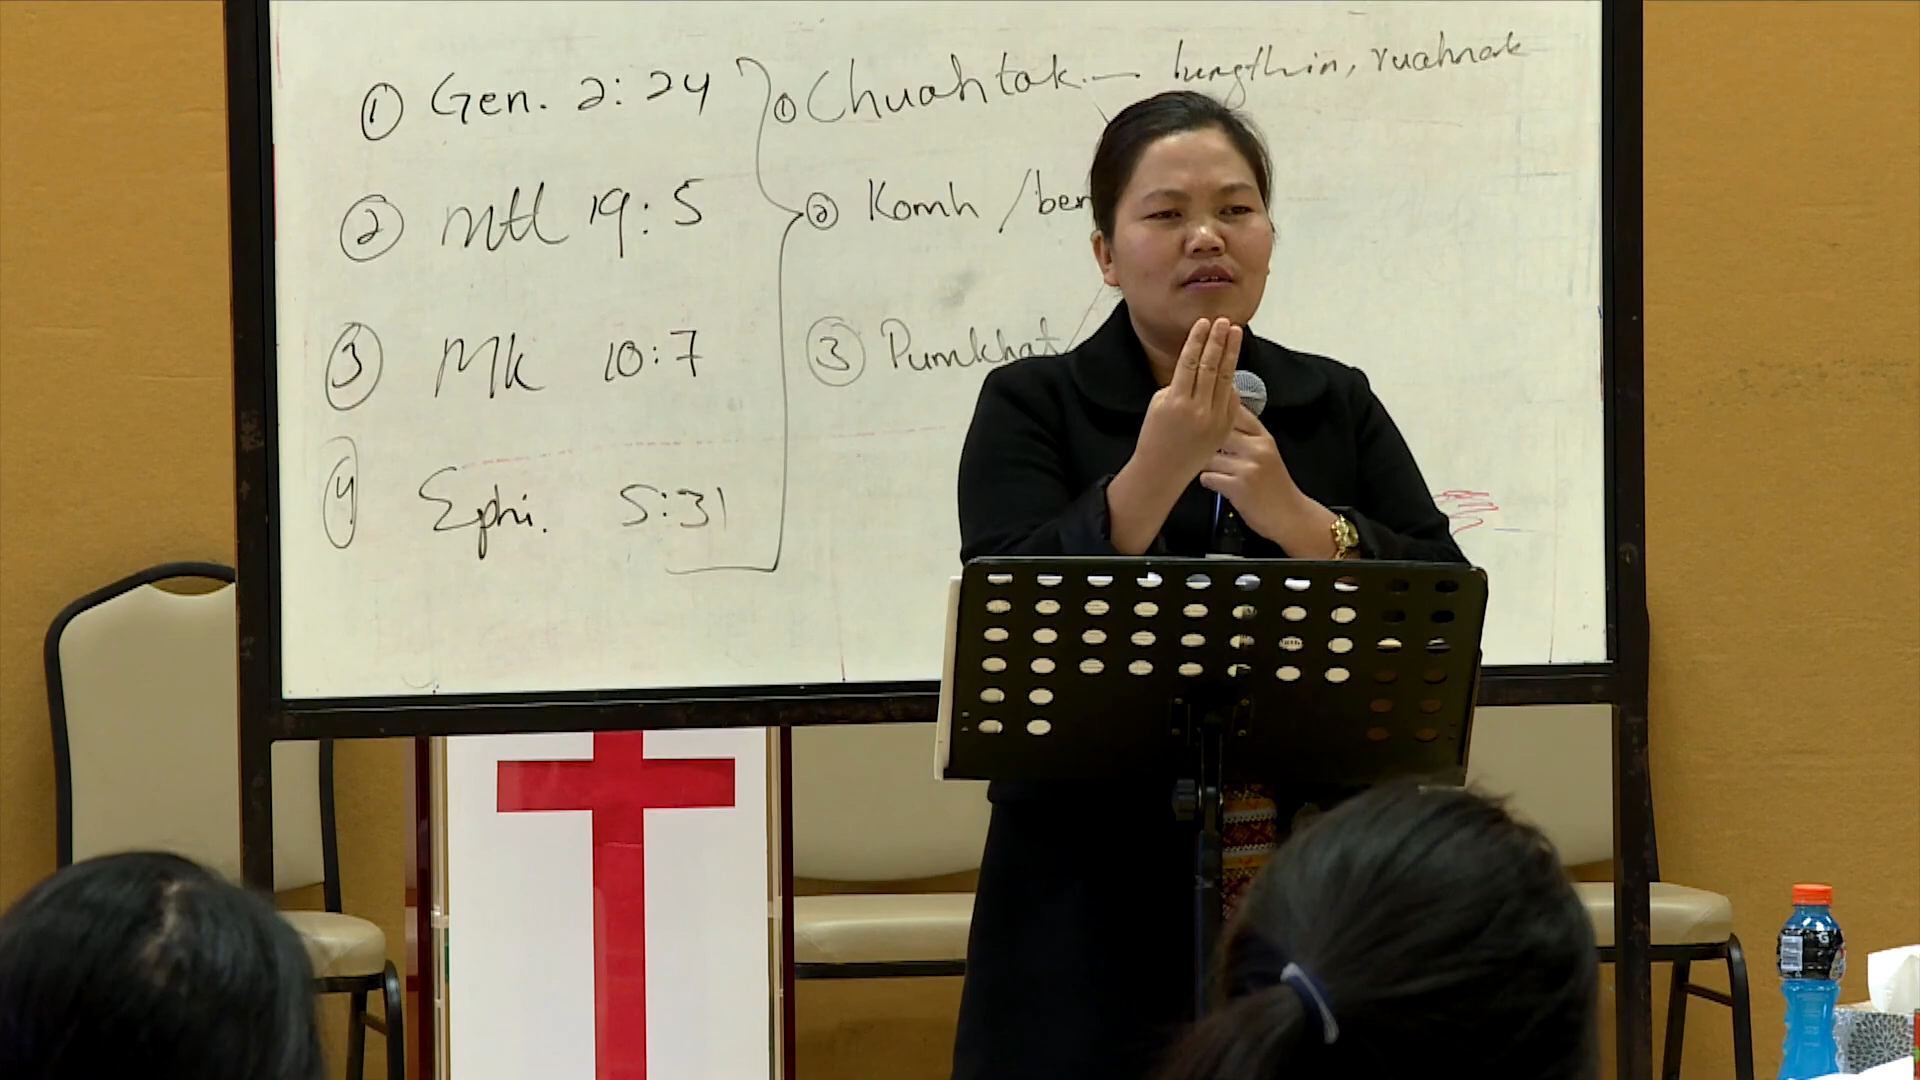 ① Gen. 2:24
② Mtt 19:5
③ Mk 10:7
④ Ephi. 5:31
① Chuahtak — lungthin, ruahnak
② Komh / ben
③ Pumkhat
G